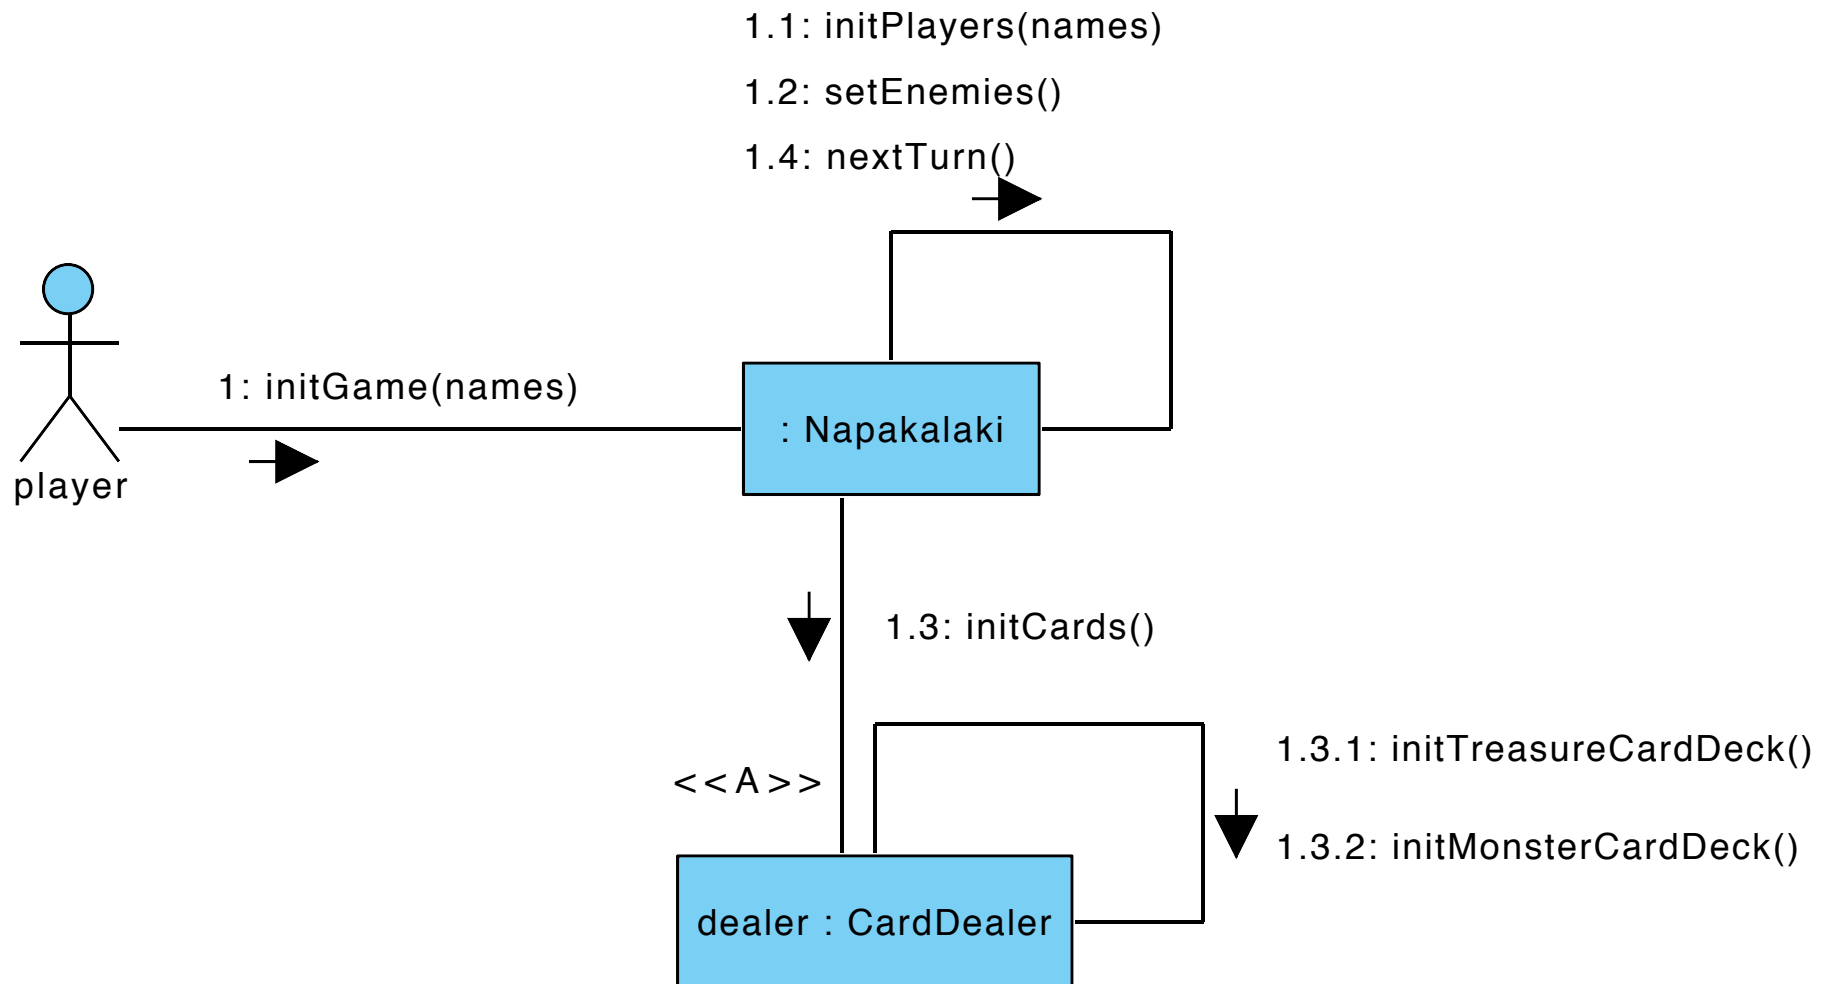 1.1: initPlayers(names)
1.2: setEnemies()
1.4: nextTurn()
1: initGame(names)
: Napakalaki
player
1.3: initCards()
1.3.1: initTreasureCardDeck()
<<A>>
1.3.2: initMonsterCardDeck()
dealer : CardDealer